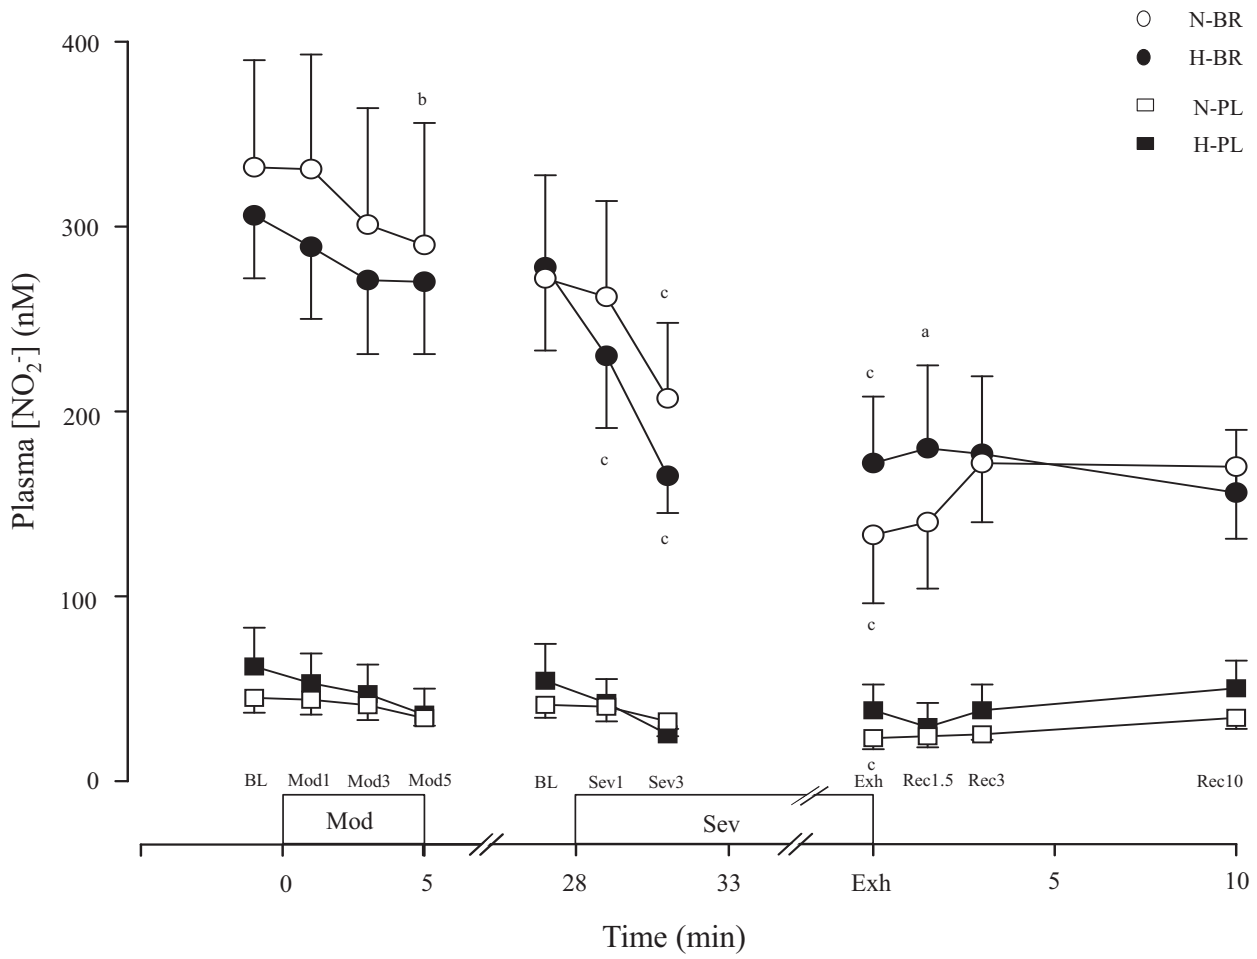 N-BR
H-BR
N-PL
H-PL
Plasma [NO₂⁻] (nM)
400
300
200
100
0
b
c
c
c
c
a
c
c
BL Mod1 Mod3 Mod5 BL Sev1 Sev3 Exh Rec1.5 Rec3 Rec10
Mod Sev
0 5 28 33 Exh 5 10
Time (min)